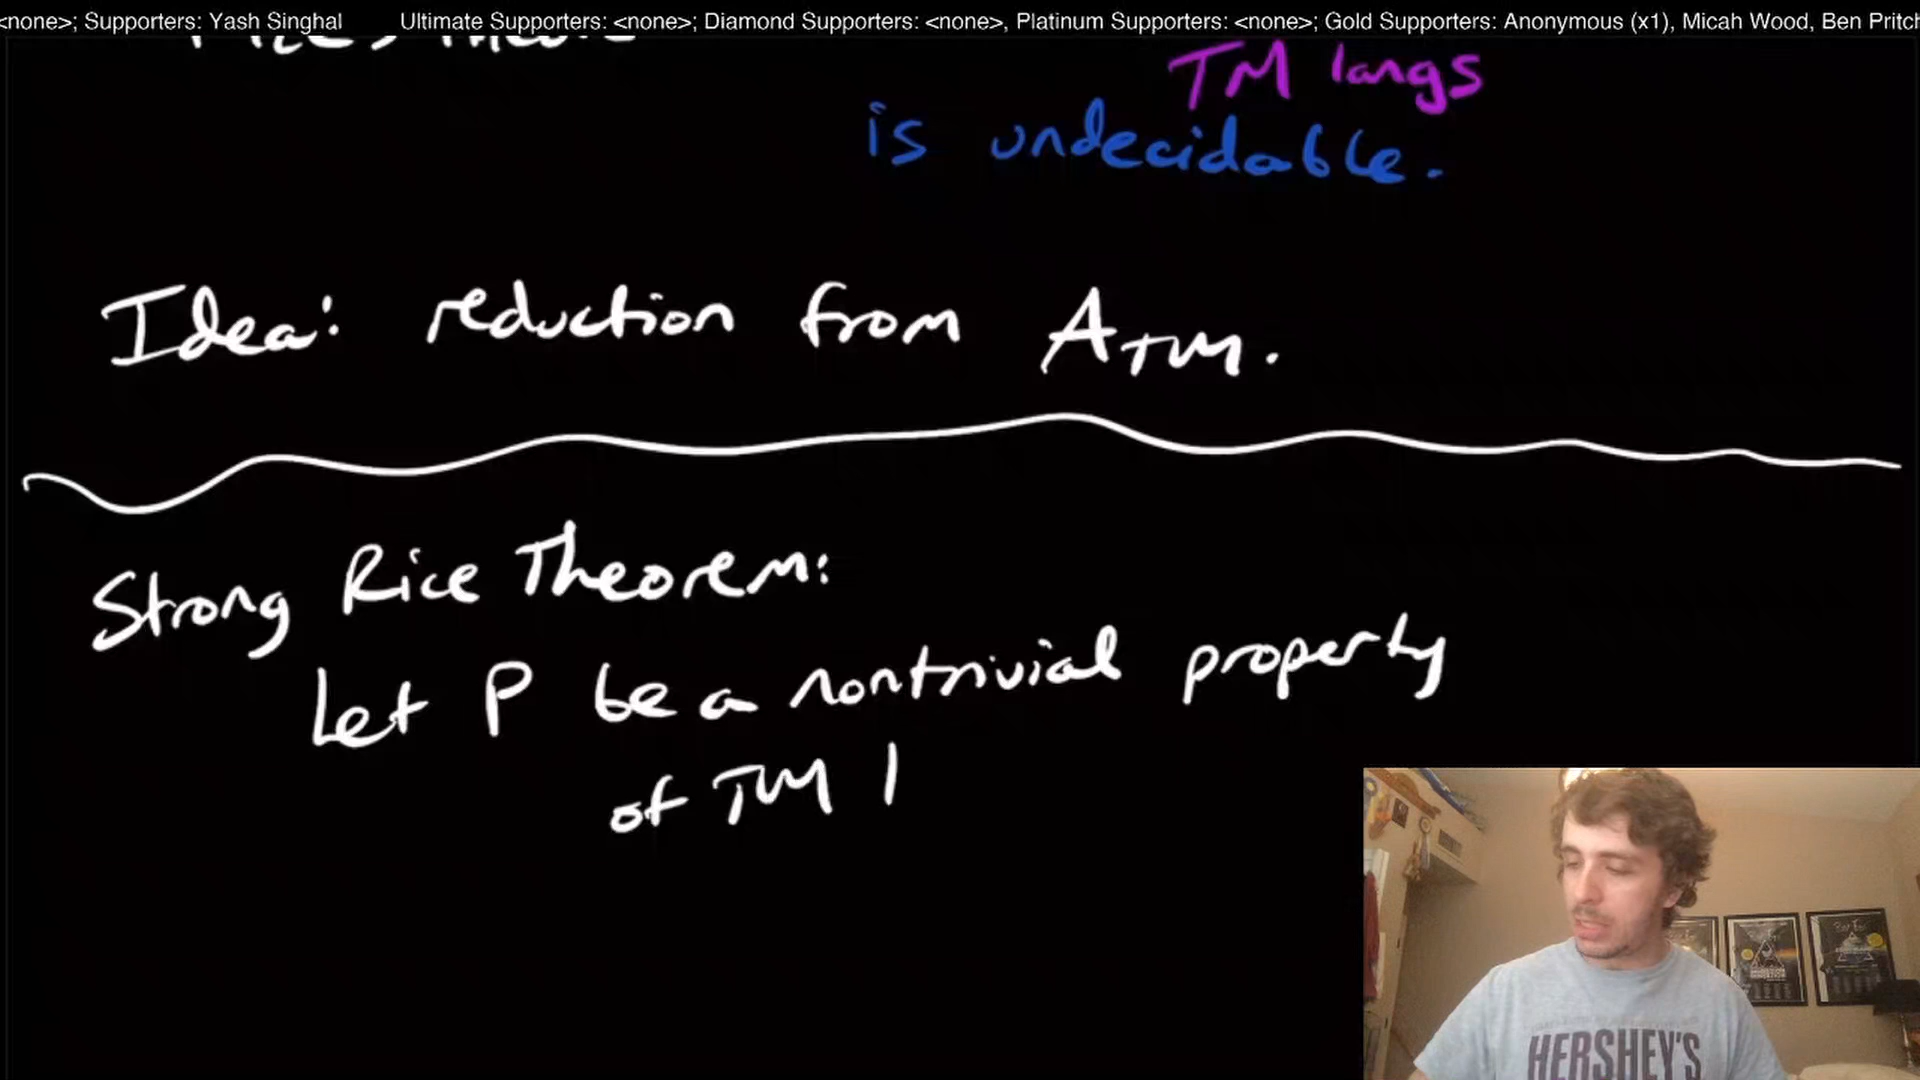 <none>; Supporters: Yash Singhal Ultimate Supporters: <none>; Diamond Supporters: <none>, Platinum Supporters: <none>; Gold Supporters: Anonymous (x1), Micah Wood, Ben Pritch
TM langs
is undecidable.
Idea: reduction from ATM.
Strong Rice Theorem:
Let P be a nontrivial property
of TM l
HERSHEY'S